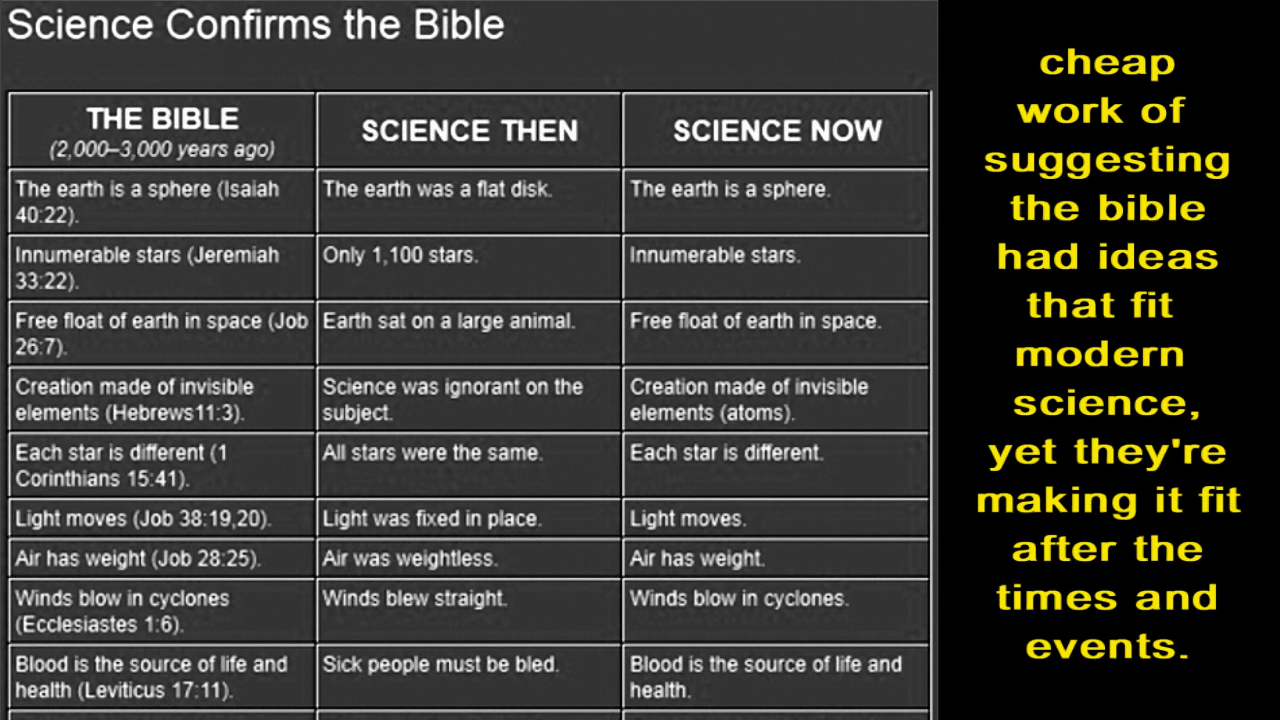 Science Confirms the Bible
THE BIBLE
(2,000–3,000 years ago)
SCIENCE THEN
SCIENCE NOW
The earth is a sphere (Isaiah
40:22).
The earth was a flat disk.
The earth is a sphere.
Innumerable stars (Jeremiah
33:22).
Only 1,100 stars.
Innumerable stars.
Free float of earth in space (Job
26:7).
Earth sat on a large animal.
Free float of earth in space.
Creation made of invisible
elements (Hebrews11:3).
Science was ignorant on the
subject.
Creation made of invisible
elements (atoms).
Each star is different (1
Corinthians 15:41).
All stars were the same.
Each star is different.
Light moves (Job 38:19,20).
Light was fixed in place.
Light moves.
Air has weight (Job 28:25).
Air was weightless.
Air has weight.
Winds blow in cyclones
(Ecclesiastes 1:6).
Winds blew straight.
Winds blow in cyclones.
Blood is the source of life and
health (Leviticus 17:11).
Sick people must be bled.
Blood is the source of life and
health.
cheap
work of
suggesting
the bible
had ideas
that fit
modern
science,
yet they're
making it fit
after the
times and
events.